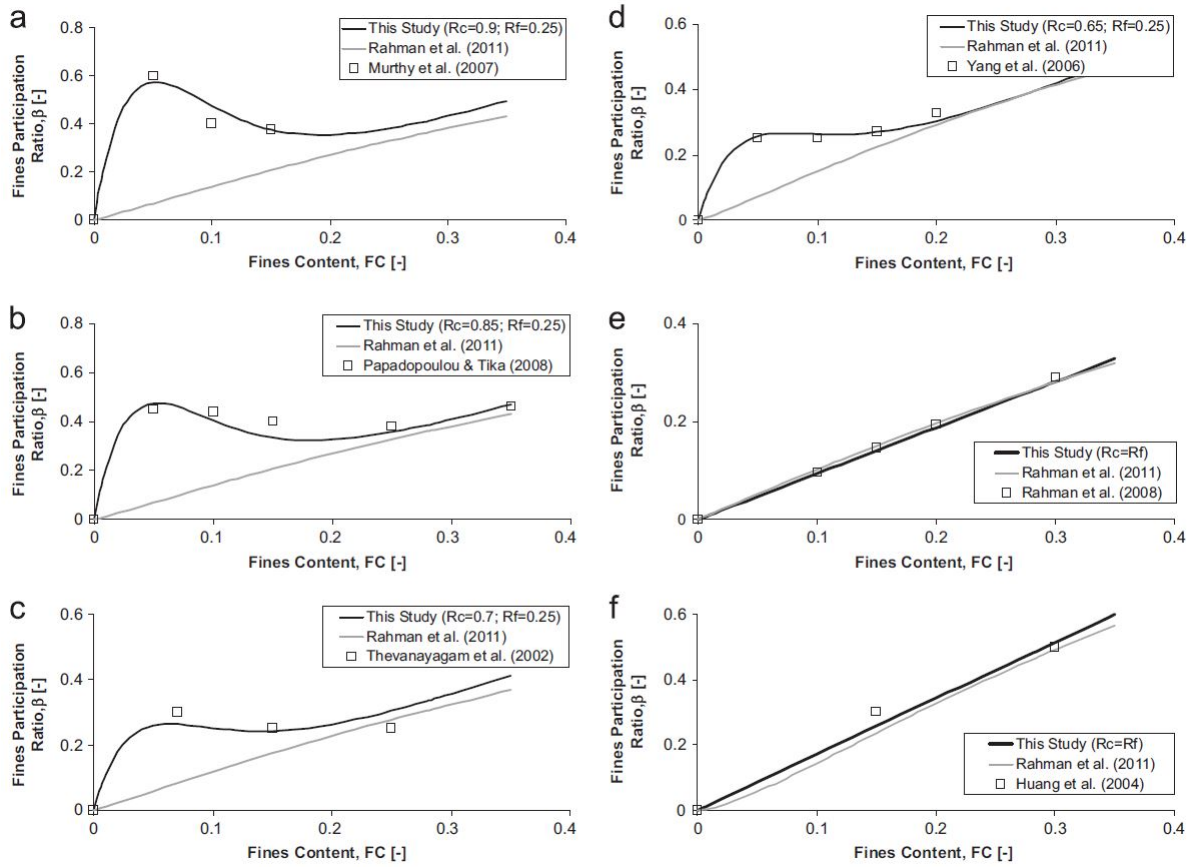 a
0.8
0.6
0.4
0.2
0
0
0.1
0.2
0.3
0.4
Fines Participation
Ratio,β [-]
Fines Content, FC [-]
This Study (Rc=0.9; Rf=0.25)
Rahman et al. (2011)
Murthy et al. (2007)
b
0.8
0.6
0.4
0.2
0
0
0.1
0.2
0.3
0.4
Fines Participation
Ratio,β [-]
Fines Content, FC [-]
This Study (Rc=0.85; Rf=0.25)
Rahman et al. (2011)
Papadopoulou & Tika (2008)
c
0.6
0.4
0.2
0
0
0.1
0.2
0.3
0.4
Fines Participation
Ratio,β [-]
Fines Content, FC [-]
This Study (Rc=0.7; Rf=0.25)
Rahman et al. (2011)
Thevanayagam et al. (2002)
d
0.6
0.4
0.2
0
0
0.1
0.2
0.3
0.4
Fines Participation
Ratio,β [-]
Fines Content, FC [-]
This Study (Rc=0.65; Rf=0.25)
Rahman et al. (2011)
Yang et al. (2006)
e
0.4
0.2
0
0
0.1
0.2
0.3
0.4
Fines Participation
Ratio,β [-]
Fines Content, FC [-]
This Study (Rc=Rf)
Rahman et al. (2011)
Rahman et al. (2008)
f
0.6
0.4
0.2
0
0
0.1
0.2
0.3
0.4
Fines Participation
Ratio,β [-]
Fines Content, FC [-]
This Study (Rc=Rf)
Rahman et al. (2011)
Huang et al. (2004)